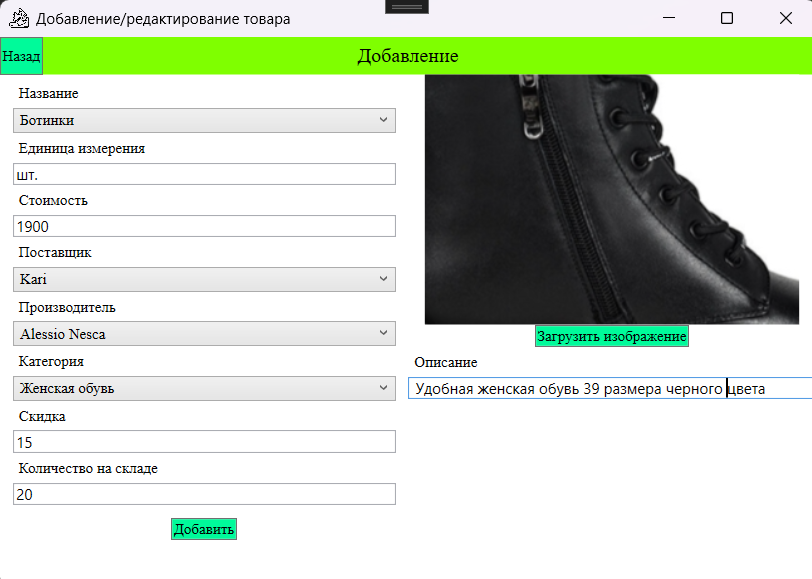 Добавление/редактирование товара
Назад
Добавление
Название
Ботинки
Единица измерения
шт.
Стоимость
1900
Поставщик
Kari
Производитель
Alessio Nesca
Категория
Женская обувь
Скидка
15
Количество на складе
20
Добавить
Загрузить изображение
Описание
Удобная женская обувь 39 размера черного цвета